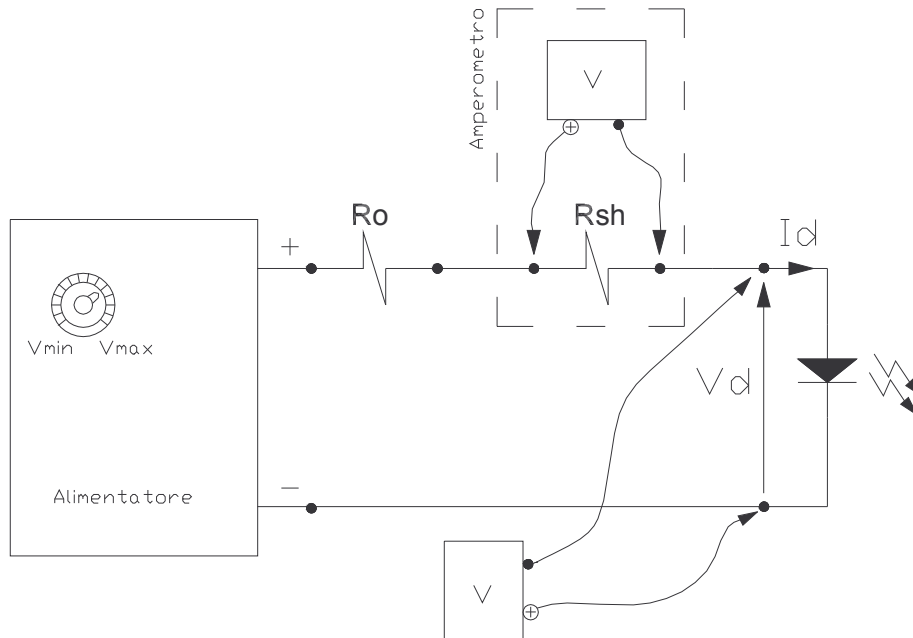 Amperometro
V
Ro
Rsh
Id
+
Vmin Vmax
Vd
Alimentatore
−
V